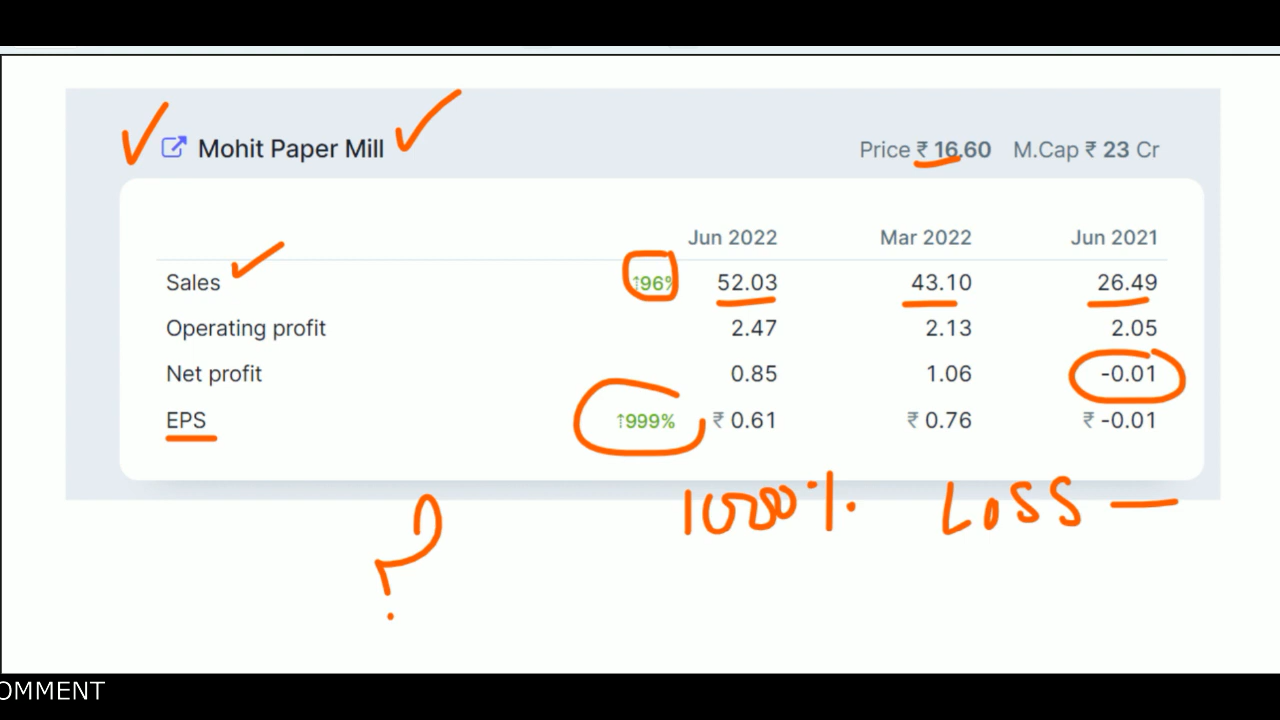 Mohit Paper Mill Price ₹ 16.60 M.Cap ₹ 23 Cr
Jun 2022 Mar 2022 Jun 2021
Sales ↑96% 52.03 43.10 26.49
Operating profit 2.47 2.13 2.05
Net profit 0.85 1.06 -0.01
EPS ↑999% ₹ 0.61 ₹ 0.76 ₹ -0.01
? 1000% LOSS —
OMMENT